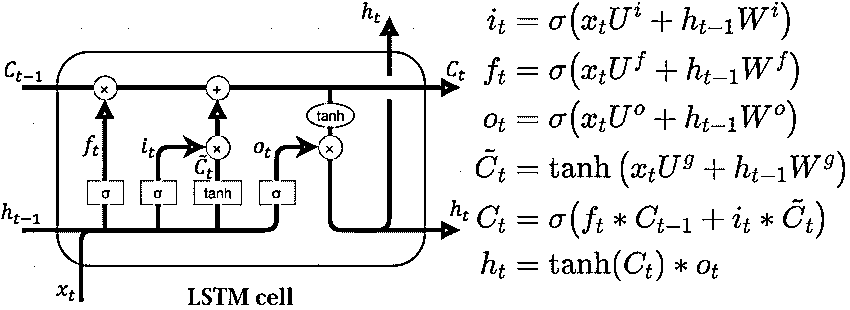 h_t
C_{t-1}
C_t
×
+
tanh
f_t
i_t
C̃_t
o_t
×
×
σ
σ
tanh
σ
h_{t-1}
h_t
x_t
LSTM cell
i_t = σ(x_t U^i + h_{t-1} W^i)
f_t = σ(x_t U^f + h_{t-1} W^f)
o_t = σ(x_t U^o + h_{t-1} W^o)
C̃_t = tanh (x_t U^g + h_{t-1} W^g)
C_t = σ(f_t * C_{t-1} + i_t * C̃_t)
h_t = tanh(C_t) * o_t